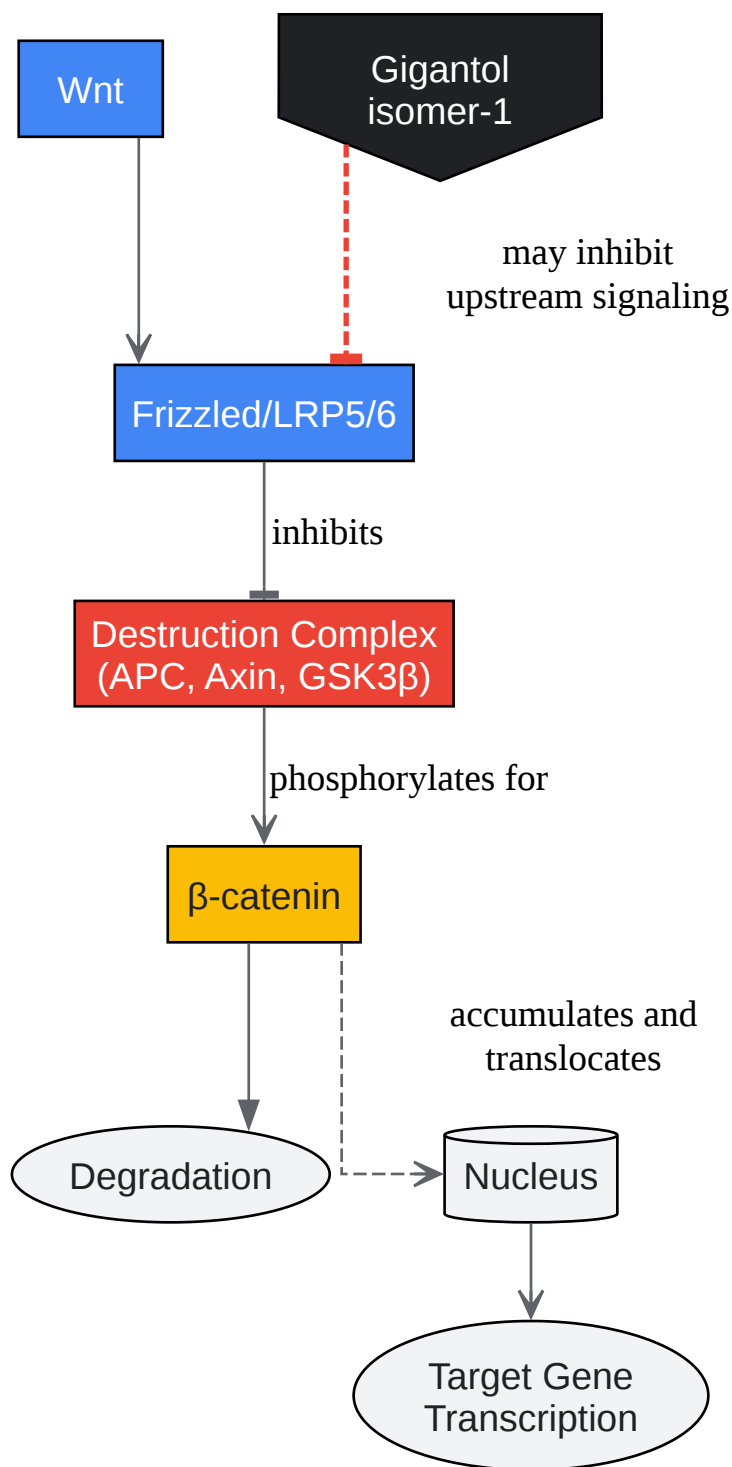 Wnt
Gigantol
isomer-1
may inhibit
upstream signaling
Frizzled/LRP5/6
inhibits
Destruction Complex
(APC, Axin, GSK3β)
phosphorylates for
β-catenin
accumulates and
translocates
Degradation
Nucleus
Target Gene
Transcription